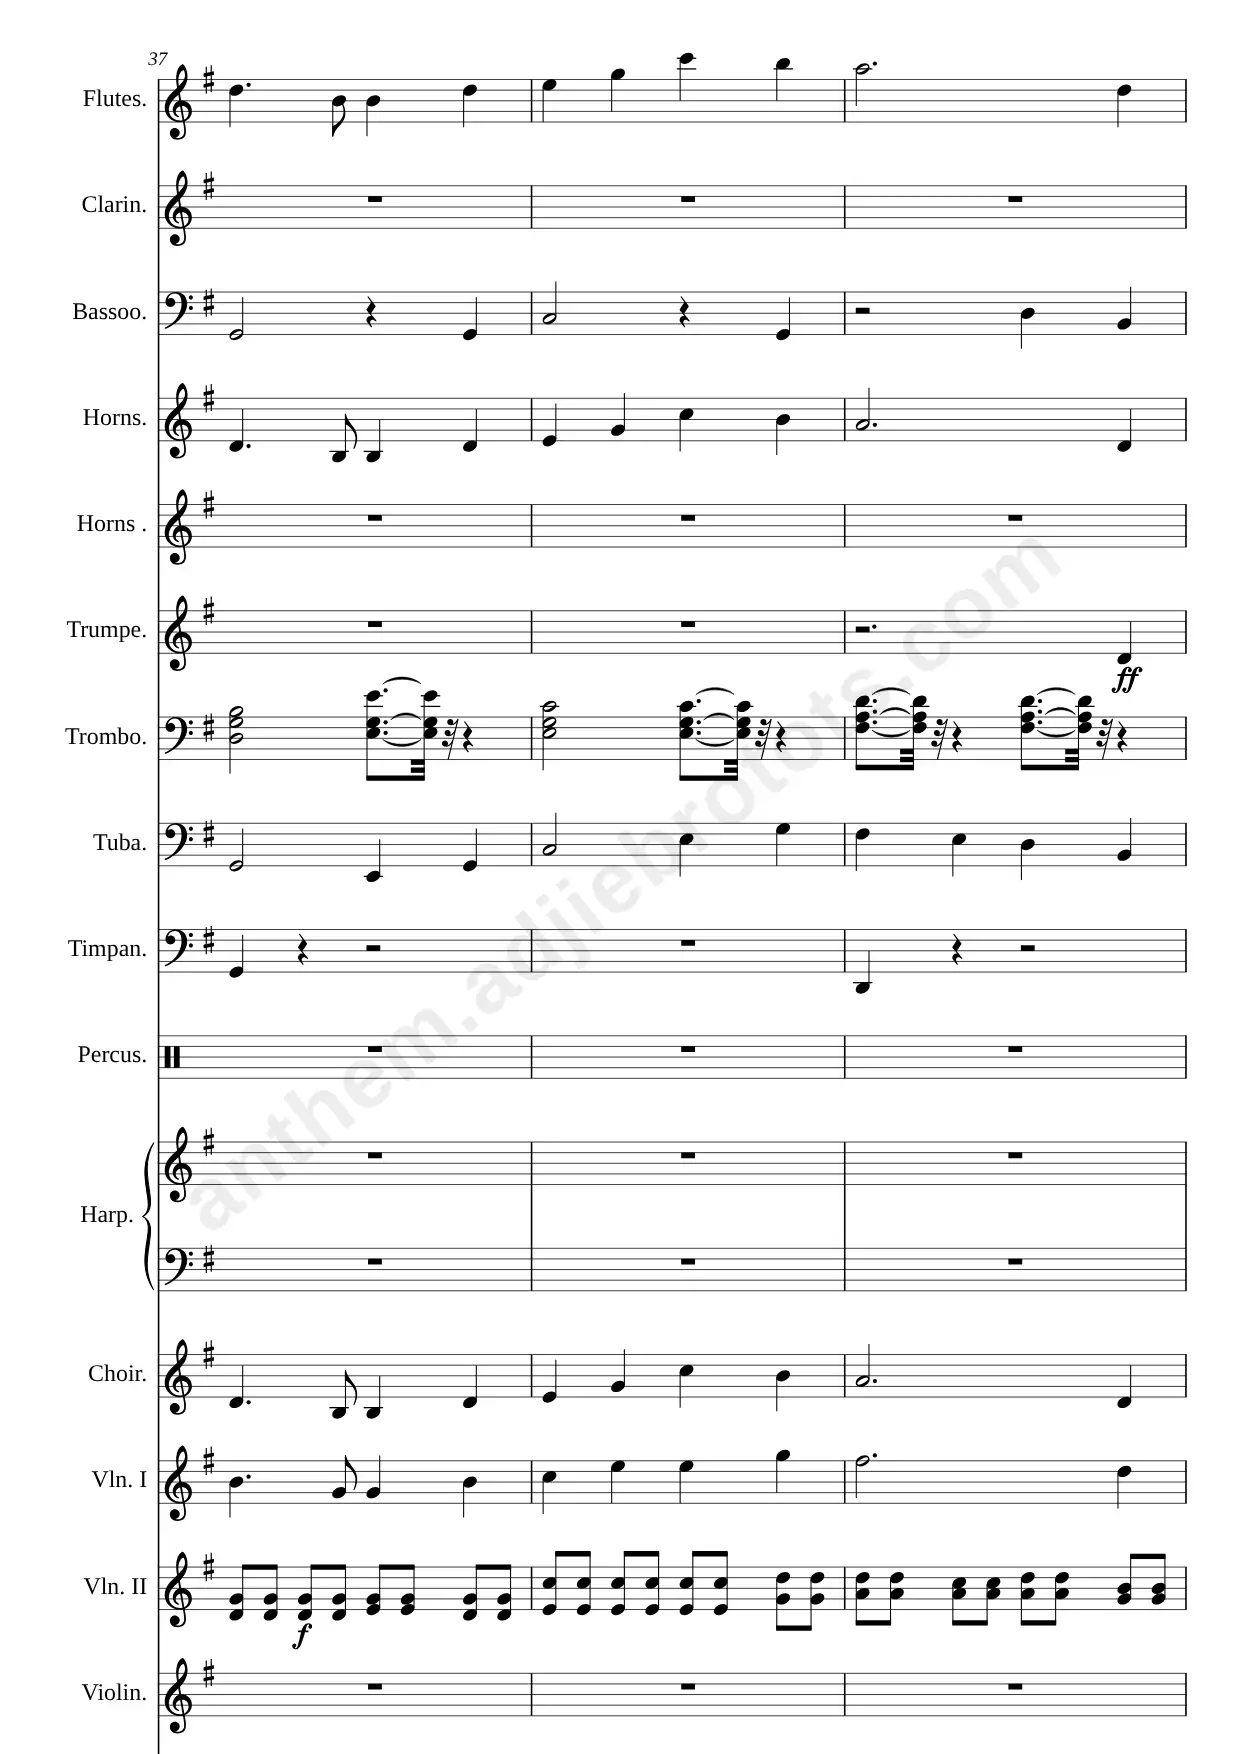 37
Flutes.
Clarin.
Bassoo.
Horns.
Horns .
Trumpe.
ff
Trombo.
Tuba.
Timpan.
Percus.
Harp.
Choir.
Vln. I
Vln. II
f
Violin.
anthem.adjiebrotots.com